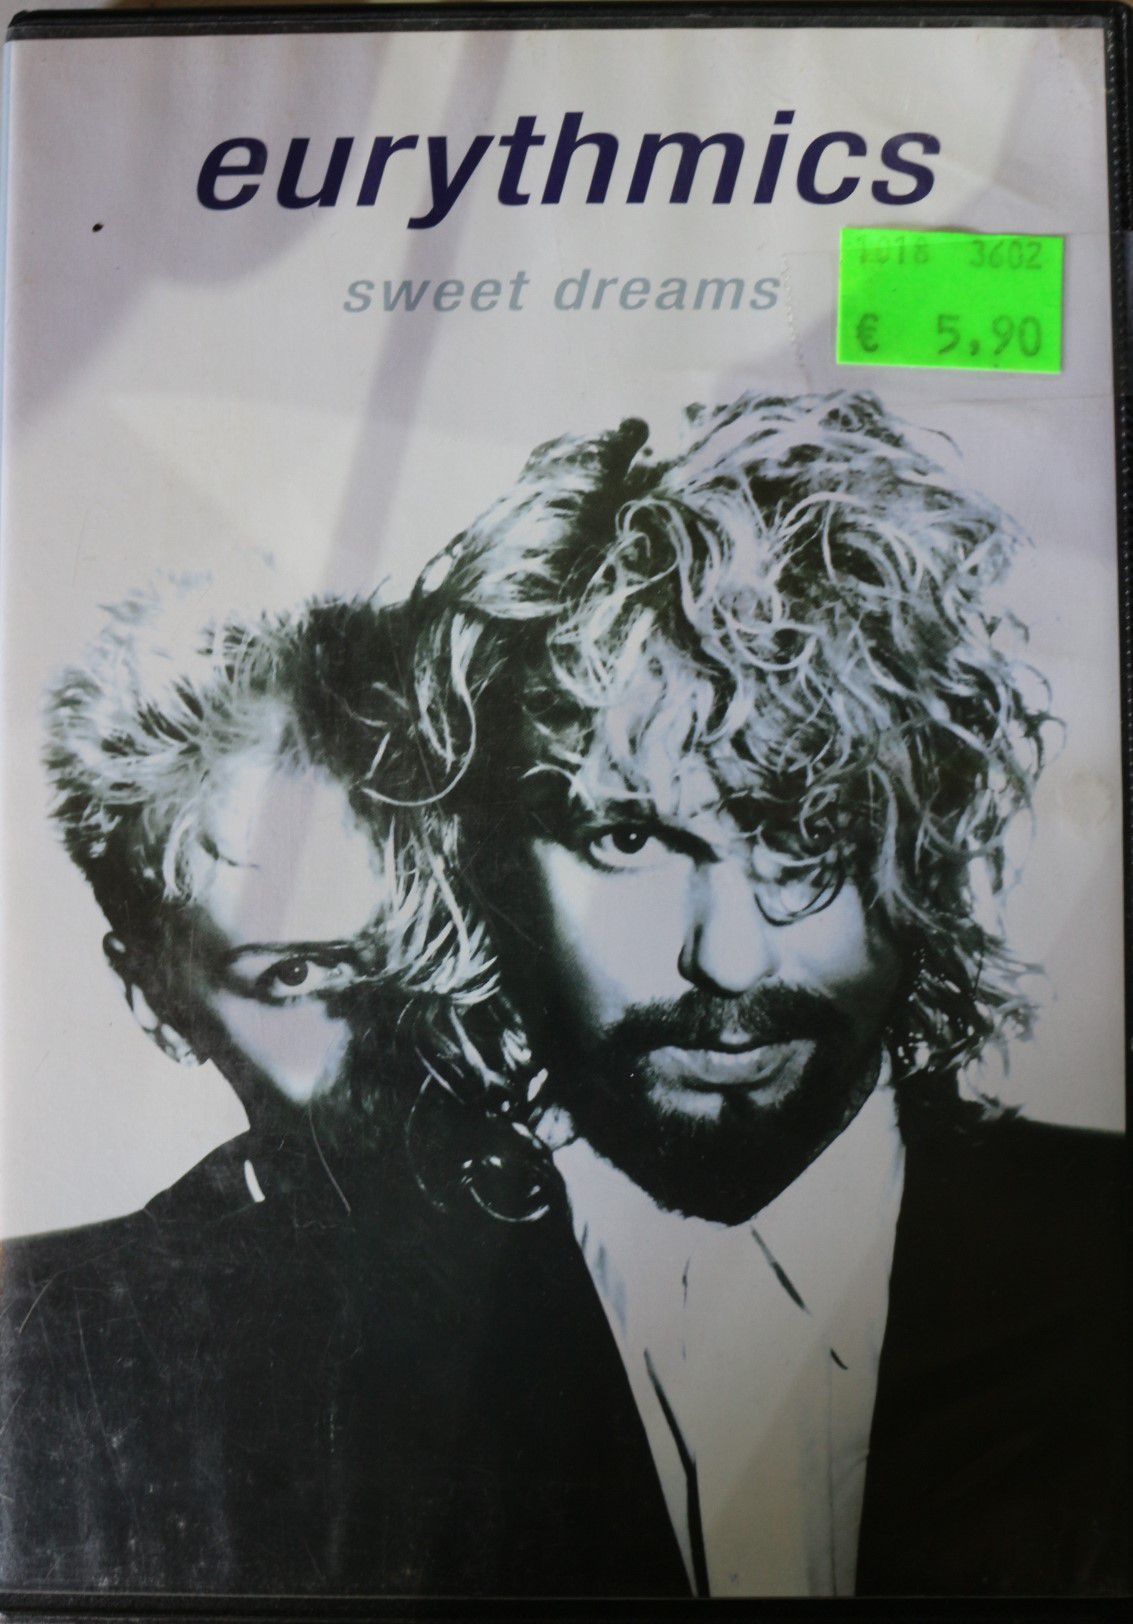 eurythmics
sweet dreams
1018 3602
€ 5,90